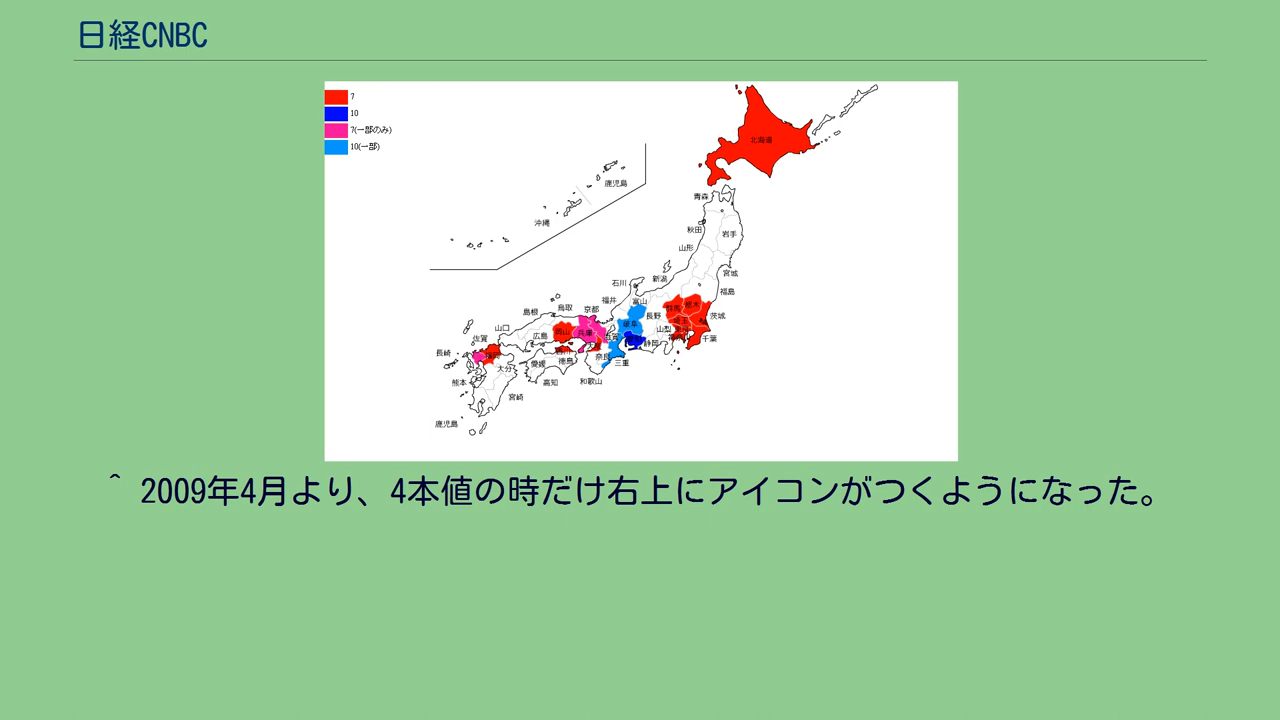 日経CNBC
7
10
7(一部のみ)
10(一部)
北海道
鹿児島
青森
沖縄
秋田
岩手
山形
宮城
新潟
石川
福島
福井
富山
鳥取
京都
島根
群馬
栃木
長野
茨城
山口
岐阜
埼玉
佐賀
広島
岡山
兵庫
山梨
千葉
静岡
長崎
福岡
奈良
三重
大分
愛媛
徳島
熊本
高知
和歌山
宮崎
鹿児島
^ 2009年4月より、4本値の時だけ右上にアイコンがつくようになった。